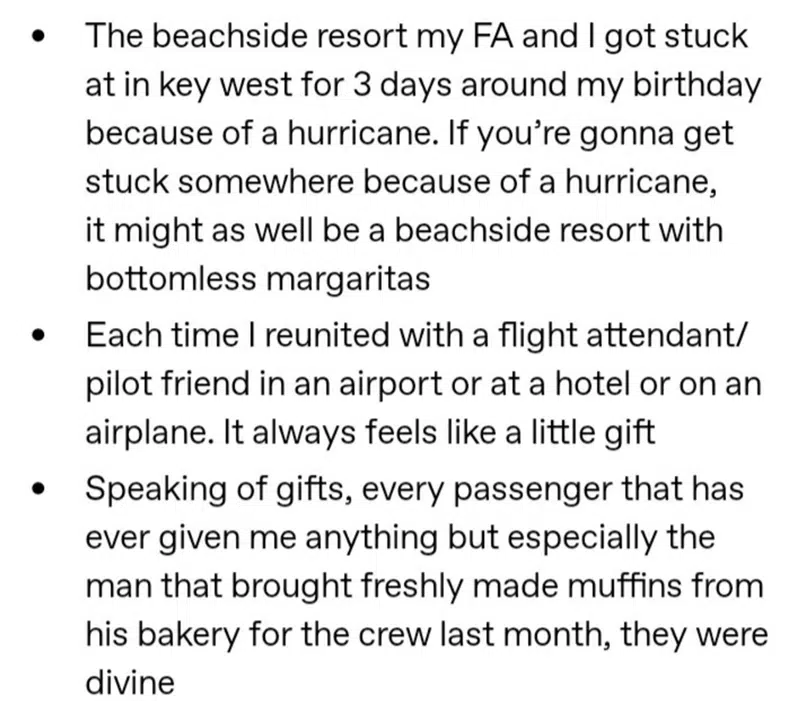 • The beachside resort my FA and I got stuck
at in key west for 3 days around my birthday
because of a hurricane. If you’re gonna get
stuck somewhere because of a hurricane,
it might as well be a beachside resort with
bottomless margaritas
• Each time I reunited with a flight attendant/
pilot friend in an airport or at a hotel or on an
airplane. It always feels like a little gift
• Speaking of gifts, every passenger that has
ever given me anything but especially the
man that brought freshly made muffins from
his bakery for the crew last month, they were
divine